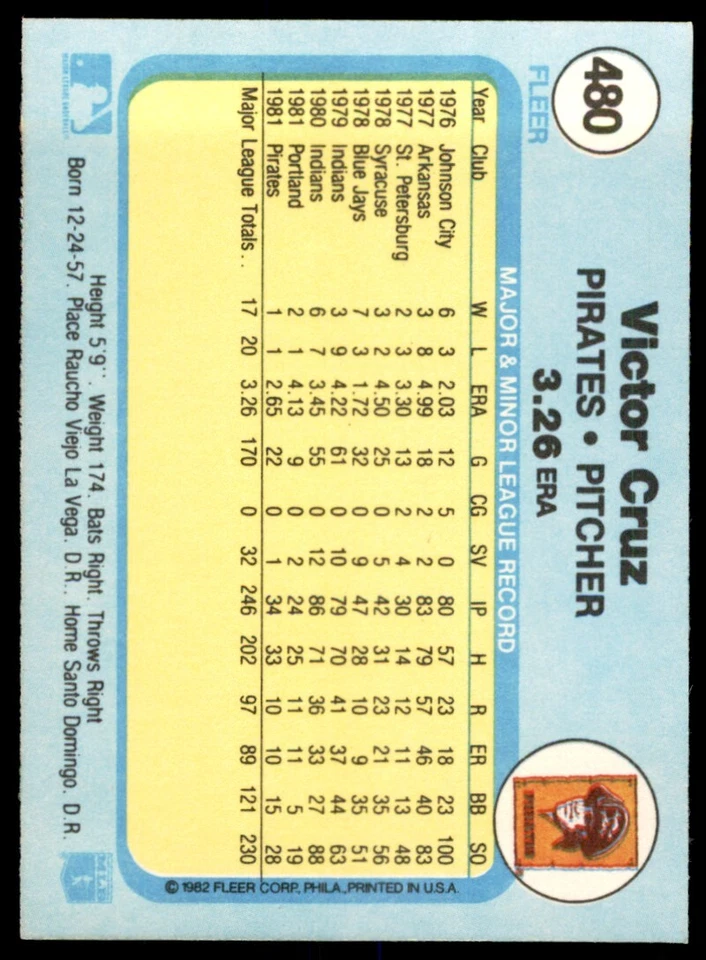 480
FLEER
Victor Cruz
PIRATES • PITCHER
3.26 ERA
PIRATES
MAJOR & MINOR LEAGUE RECORD
Year Club W L ERA G CG SV IP H R ER BB SO
1976 Johnson City 6 3 2.03 12 5 0 80 57 23 18 23 100
1977 Arkansas 3 8 4.99 18 2 2 83 79 57 46 40 83
1977 St. Petersburg 2 3 3.30 13 2 4 30 14 12 11 13 48
1978 Syracuse 3 2 4.50 25 0 5 42 31 23 21 35 56
1978 Blue Jays 7 3 1.72 32 0 9 47 28 10 9 35 51
1979 Indians 3 9 4.22 61 0 10 79 70 41 37 44 63
1980 Indians 6 7 3.45 55 0 12 86 71 36 33 27 88
1981 Portland 2 1 4.13 9 0 2 24 25 11 11 5 19
1981 Pirates 1 1 2.65 22 0 1 34 33 10 10 15 28
Major League Totals . . 17 20 3.26 170 0 32 246 202 97 89 121 230
© 1982 FLEER CORP., PHILA., PRINTED IN U.S.A.
Height 5'9''. Weight 174. Bats Right. Throws Right
Born 12-24-57. Place Raucho Viejo La Vega. D.R.. Home Santo Domingo. D.R.